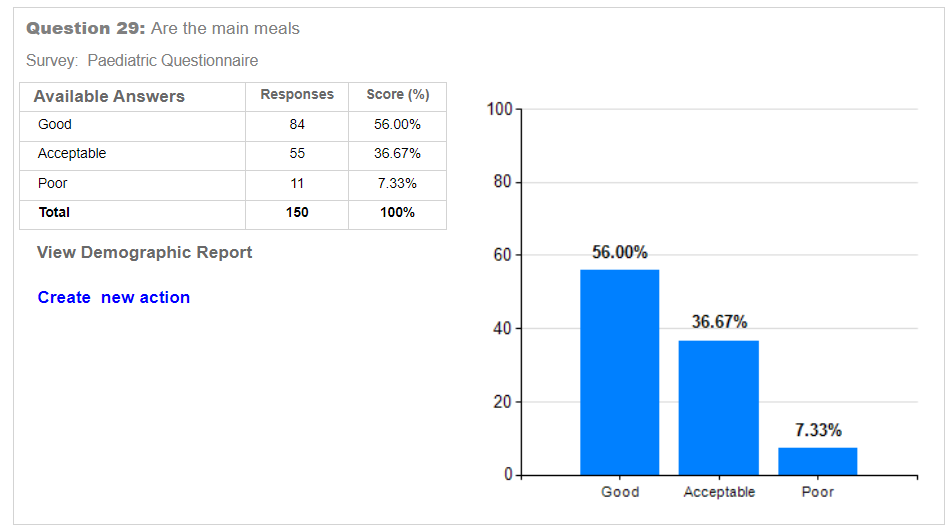 Question 29: Are the main meals
Survey: Paediatric Questionnaire
Available Answers Responses Score (%)
Good 84 56.00%
Acceptable 55 36.67%
Poor 11 7.33%
Total 150 100%
View Demographic Report
Create new action
100
80
60
40
20
0
56.00%
36.67%
7.33%
Good Acceptable Poor